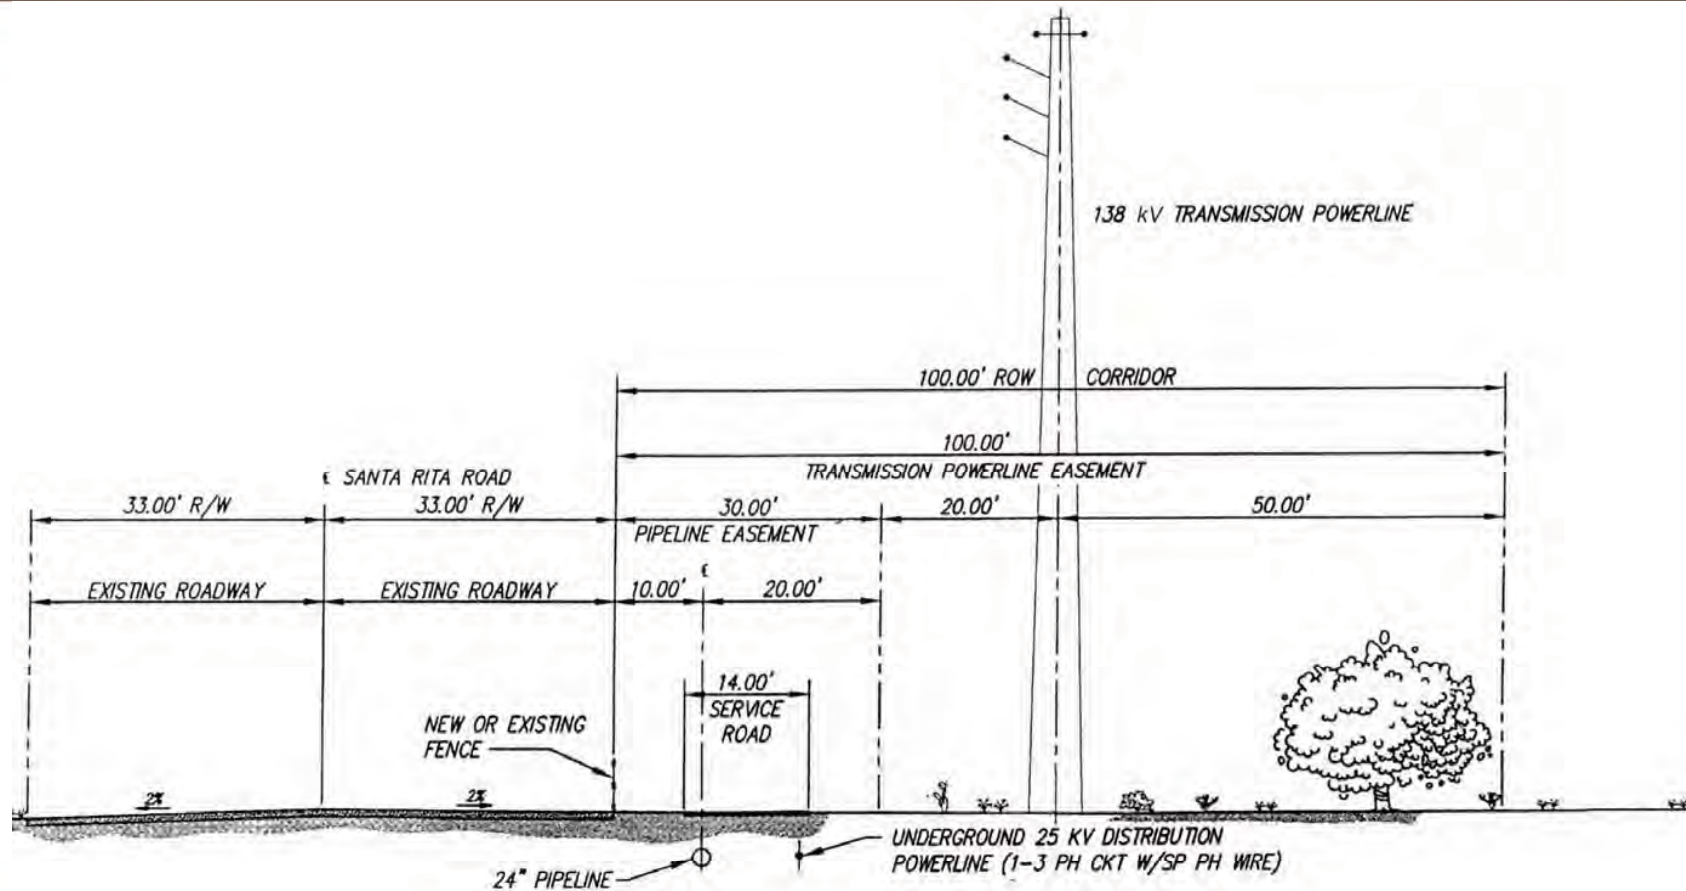 138 kV TRANSMISSION POWERLINE
100.00' ROW CORRIDOR
100.00'
TRANSMISSION POWERLINE EASEMENT
℄ SANTA RITA ROAD
33.00' R/W
33.00' R/W
30.00'
20.00'
50.00'
PIPELINE EASEMENT
℄
EXISTING ROADWAY
EXISTING ROADWAY
10.00'
20.00'
14.00'
SERVICE
ROAD
NEW OR EXISTING
FENCE
2%
2%
UNDERGROUND 25 KV DISTRIBUTION
POWERLINE (1-3 PH CKT W/SP PH WIRE)
24" PIPELINE